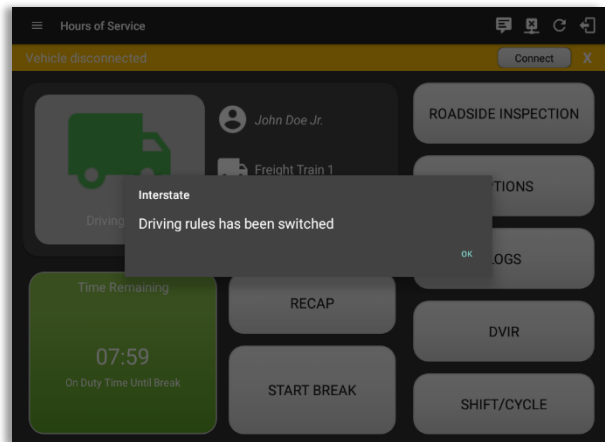 Hours of Service
Vehicle disconnected
Connect
X
John Doe Jr.
ROADSIDE INSPECTION
Freight Train 1
Interstate
Driving rules has been switched
OK
Driving
TIONS
LOGS
Time Remaining
RECAP
DVIR
07:59
On Duty Time Until Break
START BREAK
SHIFT/CYCLE